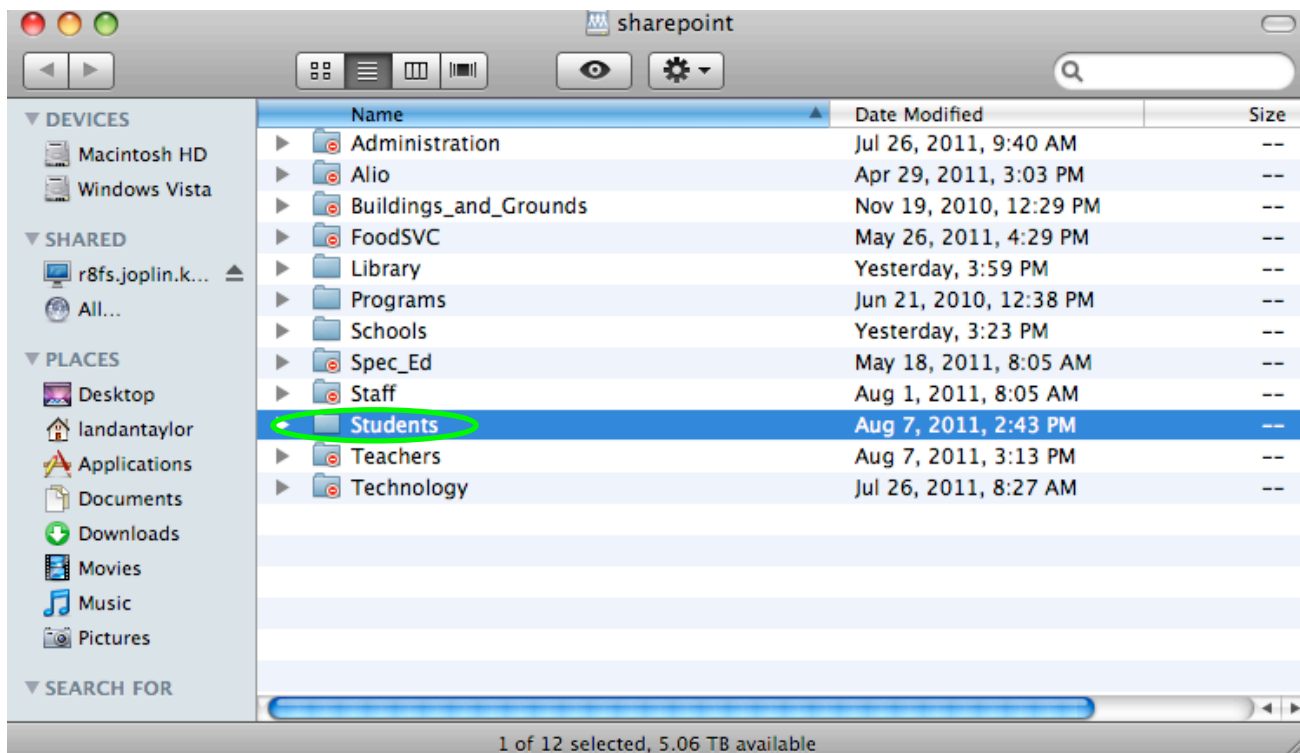 sharepoint
DEVICES
Macintosh HD
Windows Vista
SHARED
r8fs.joplin.k...
All...
PLACES
Desktop
landantaylor
Applications
Documents
Downloads
Movies
Music
Pictures
SEARCH FOR
Name Date Modified Size
Administration Jul 26, 2011, 9:40 AM --
Alio Apr 29, 2011, 3:03 PM --
Buildings_and_Grounds Nov 19, 2010, 12:29 PM --
FoodSVC May 26, 2011, 4:29 PM --
Library Yesterday, 3:59 PM --
Programs Jun 21, 2010, 12:38 PM --
Schools Yesterday, 3:23 PM --
Spec_Ed May 18, 2011, 8:05 AM --
Staff Aug 1, 2011, 8:05 AM --
Students Aug 7, 2011, 2:43 PM --
Teachers Aug 7, 2011, 3:13 PM --
Technology Jul 26, 2011, 8:27 AM --
1 of 12 selected, 5.06 TB available